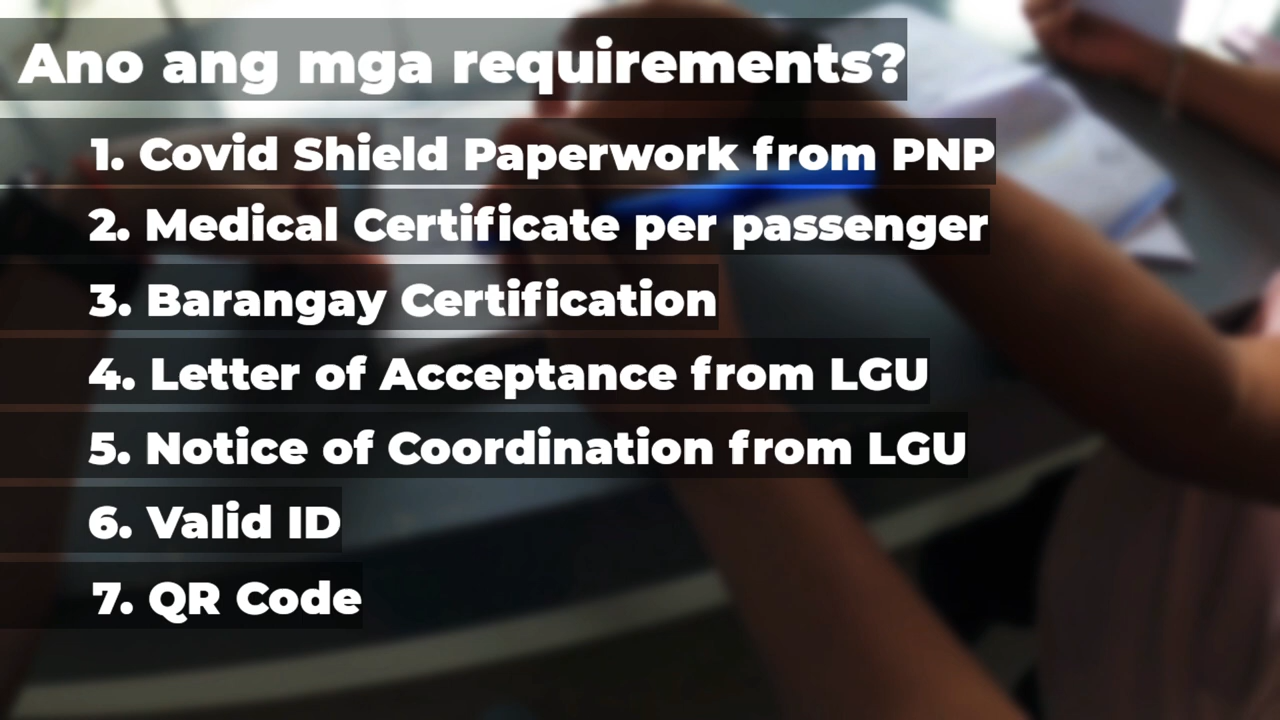 Ano ang mga requirements?
1. Covid Shield Paperwork from PNP
2. Medical Certificate per passenger
3. Barangay Certification
4. Letter of Acceptance from LGU
5. Notice of Coordination from LGU
6. Valid ID
7. QR Code